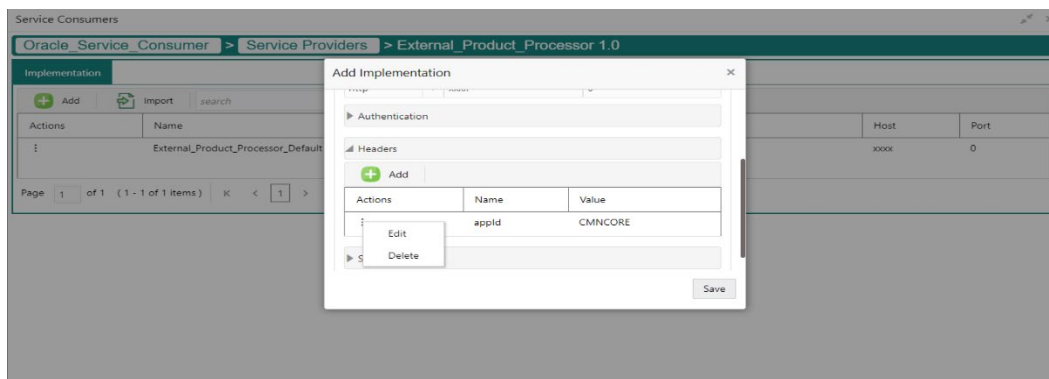 Service Consumers
Oracle_Service_Consumer > Service Providers > External_Product_Processor 1.0
Implementation
Add Import search
Actions Name Host Port
External_Product_Processor_Default xxxx 0
Page 1 of 1 (1 - 1 of 1 items) K < 1 >
Add Implementation ×
Authentication
Headers
Add
Actions Name Value
appId CMNCORE
Edit
Delete
S
Save